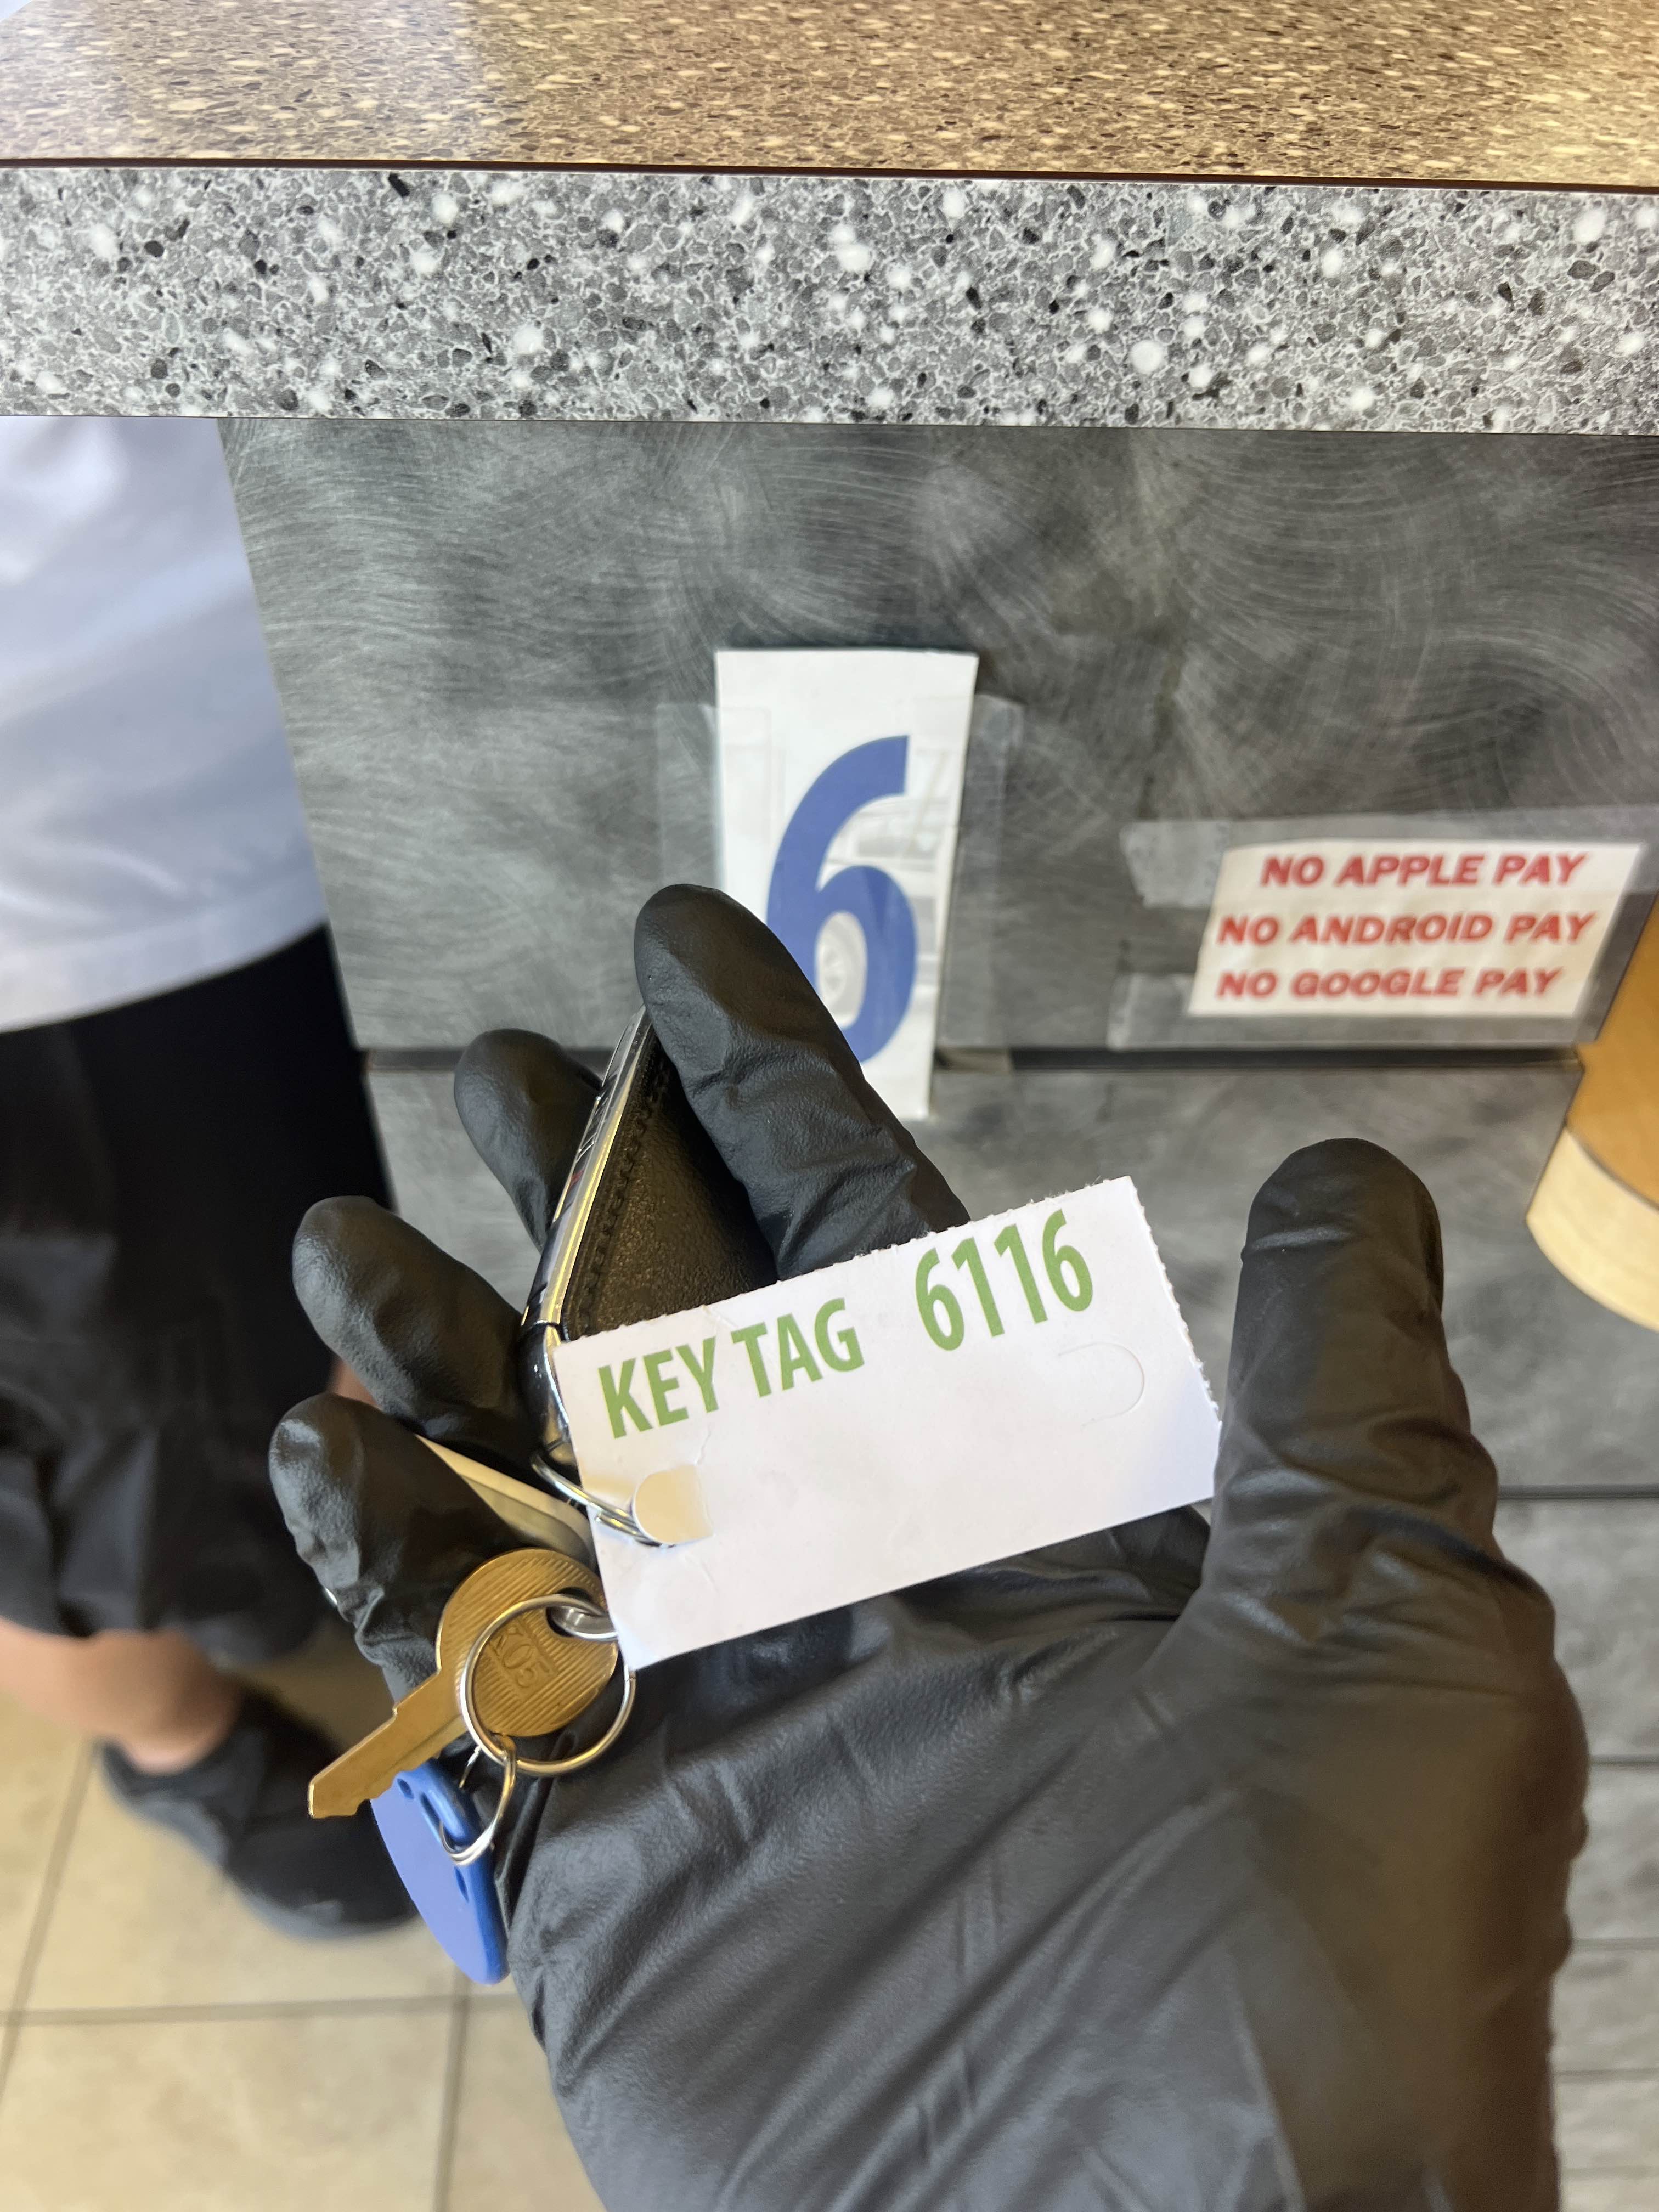 6
NO APPLE PAY
NO ANDROID PAY
NO GOOGLE PAY
KEY TAG 6116